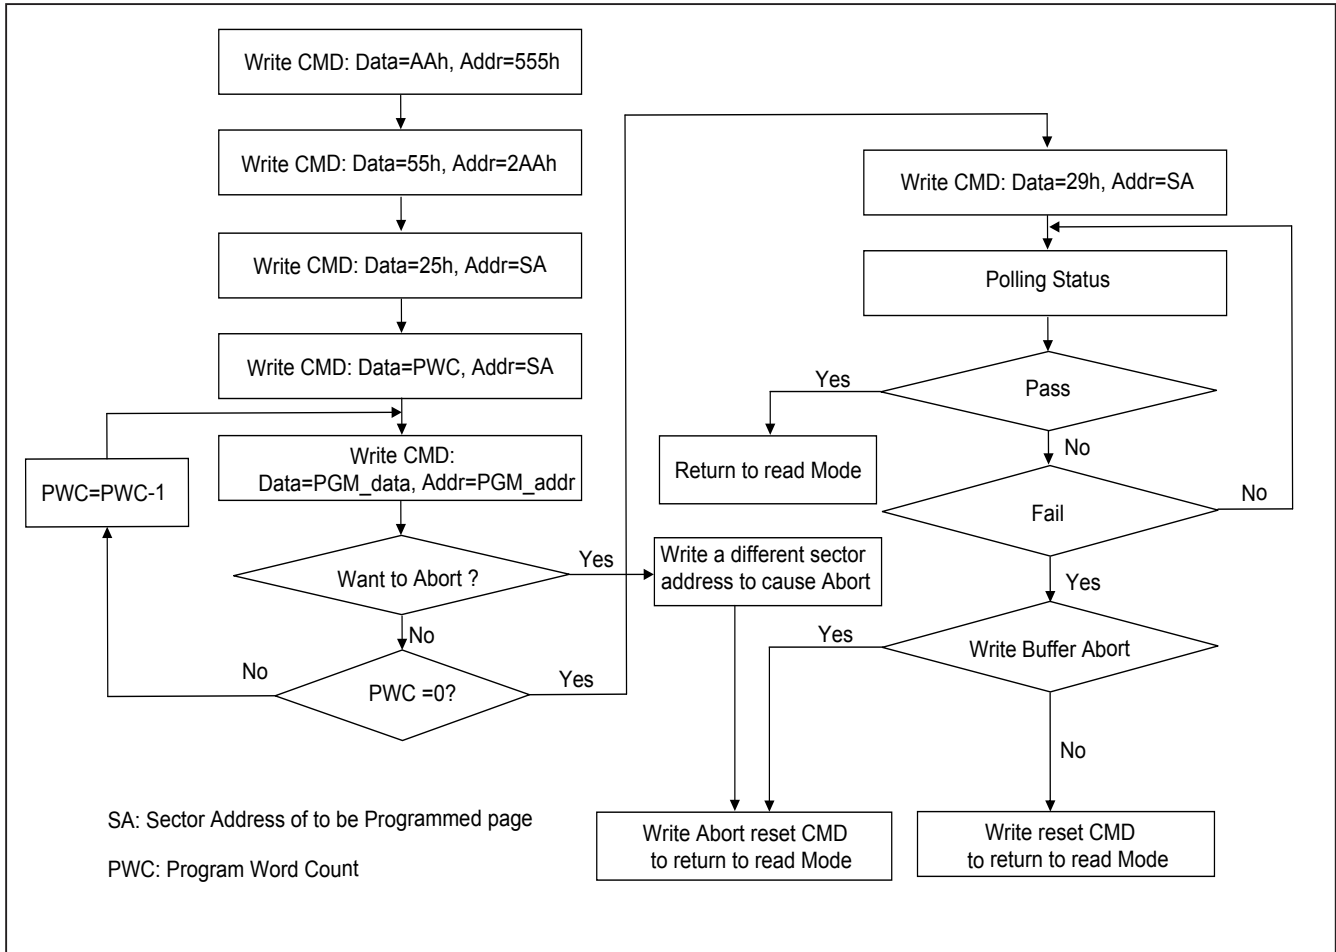 Write CMD: Data=AAh, Addr=555h
Write CMD: Data=55h, Addr=2AAh
Write CMD: Data=25h, Addr=SA
Write CMD: Data=PWC, Addr=SA
Write CMD:
Data=PGM_data, Addr=PGM_addr
PWC=PWC-1
Want to Abort ?
Yes
No
Write a different sector
address to cause Abort
PWC =0?
No
Yes
Write CMD: Data=29h, Addr=SA
Polling Status
Pass
Yes
No
Return to read Mode
Fail
No
Yes
Write Buffer Abort
Yes
No
Write Abort reset CMD
to return to read Mode
Write reset CMD
to return to read Mode
SA: Sector Address of to be Programmed page
PWC: Program Word Count